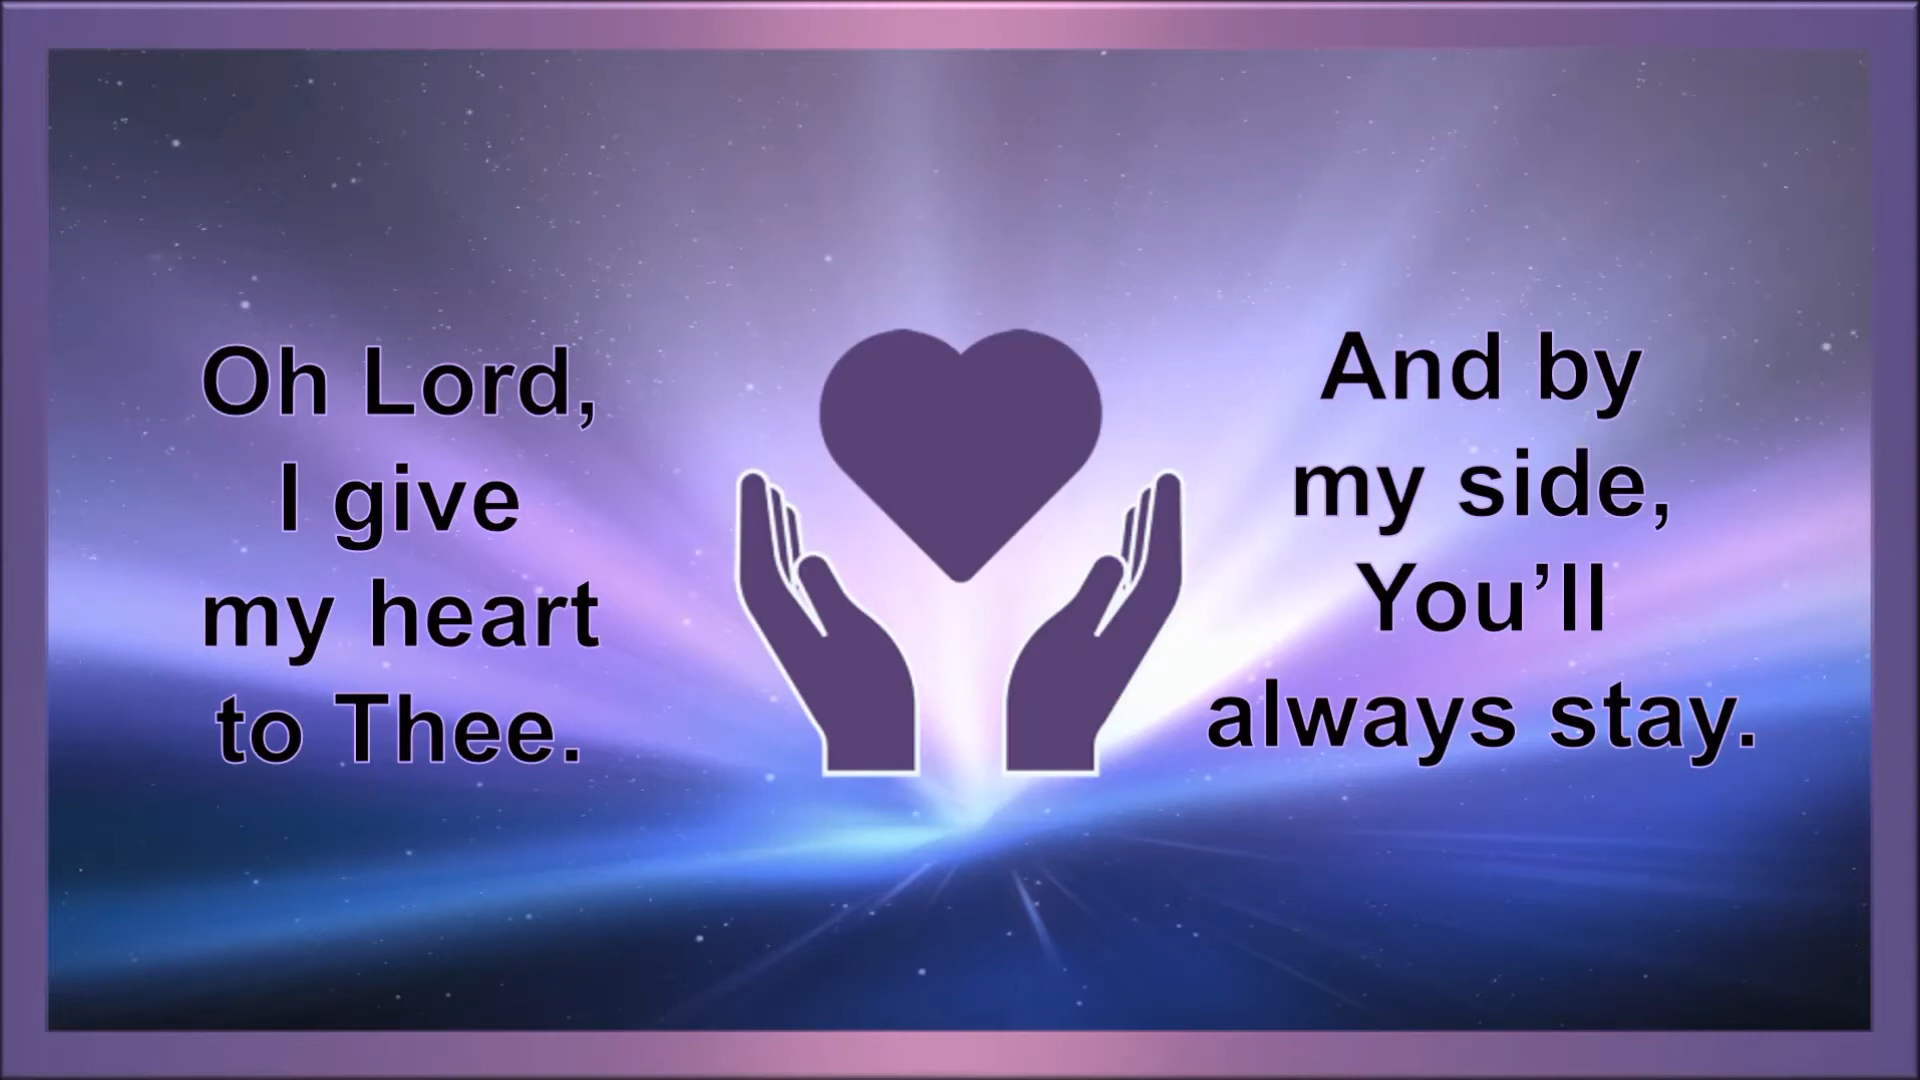 Oh Lord,
I give
my heart
to Thee.
And by
my side,
You’ll
always stay.